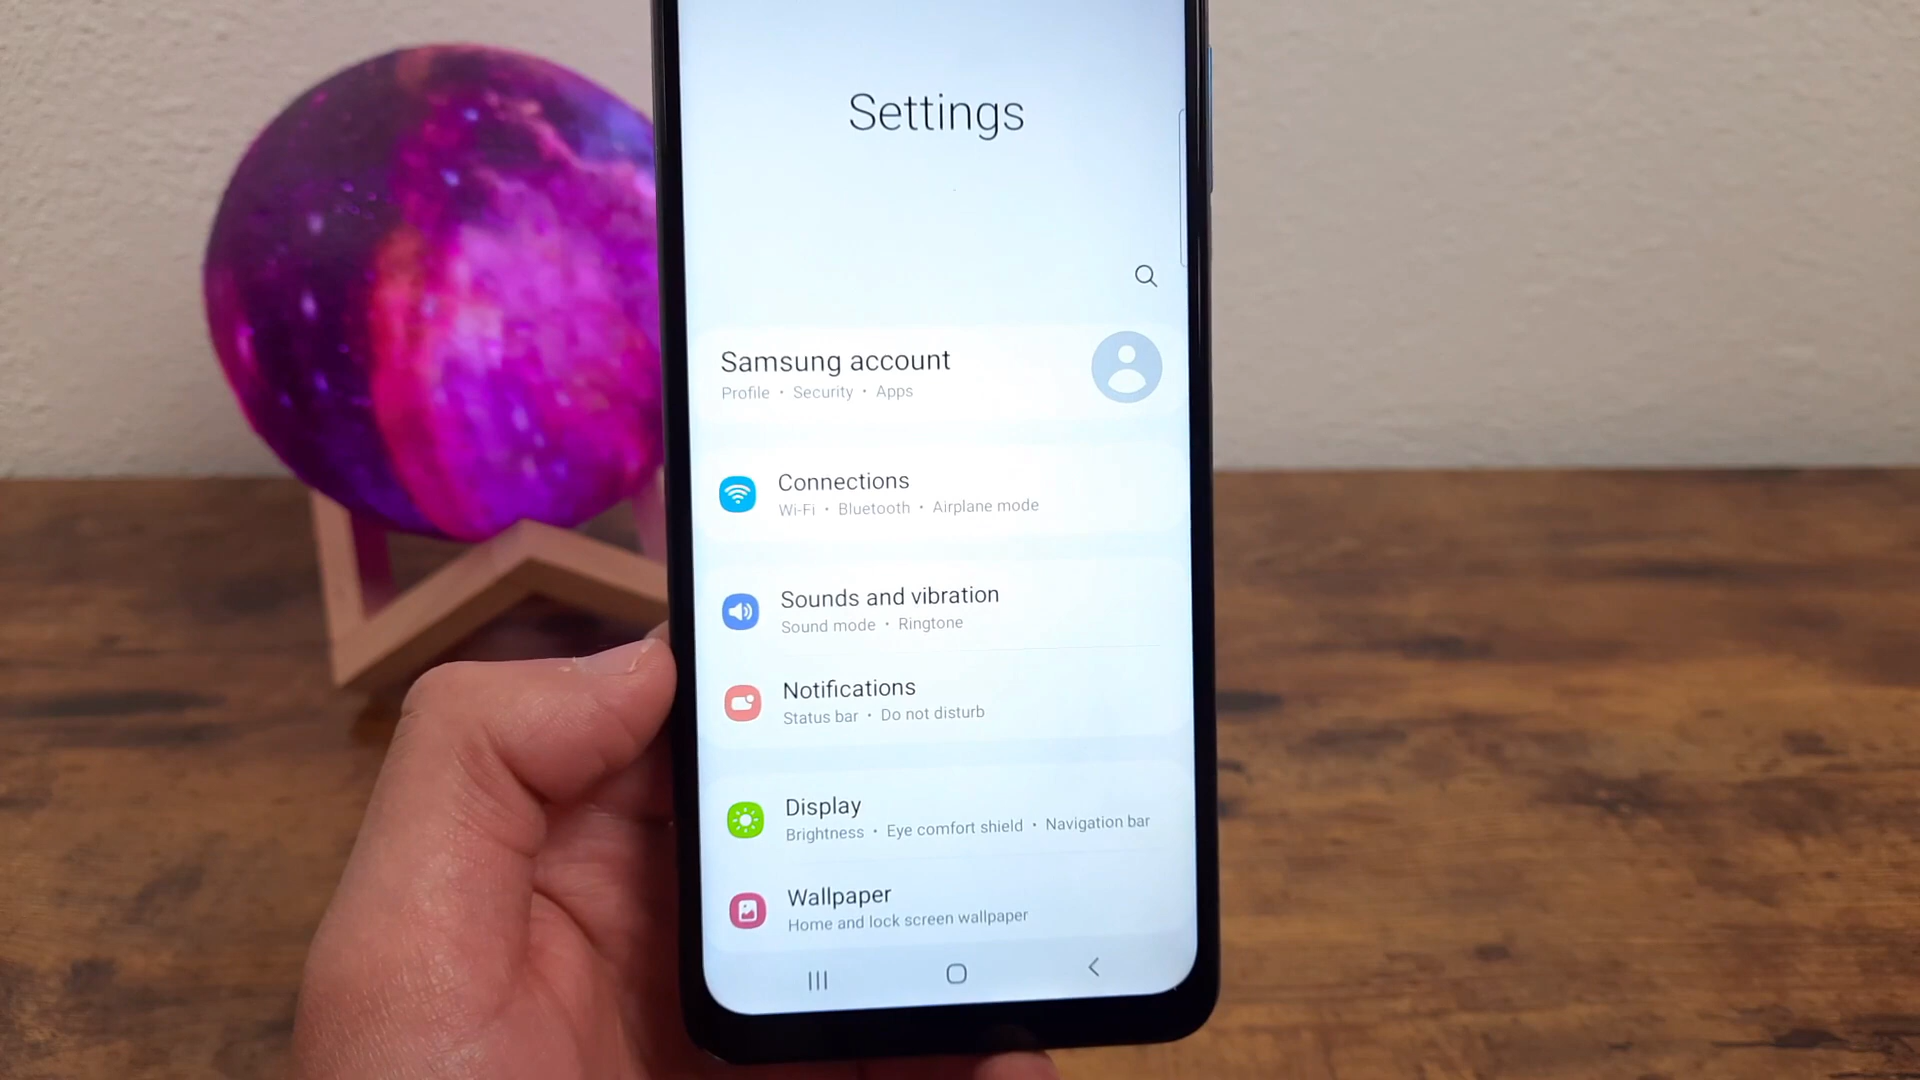 Settings
Samsung account
Profile • Security • Apps
Connections
Wi-Fi • Bluetooth • Airplane mode
Sounds and vibration
Sound mode • Ringtone
Notifications
Status bar • Do not disturb
Display
Brightness • Eye comfort shield • Navigation bar
Wallpaper
Home and lock screen wallpaper